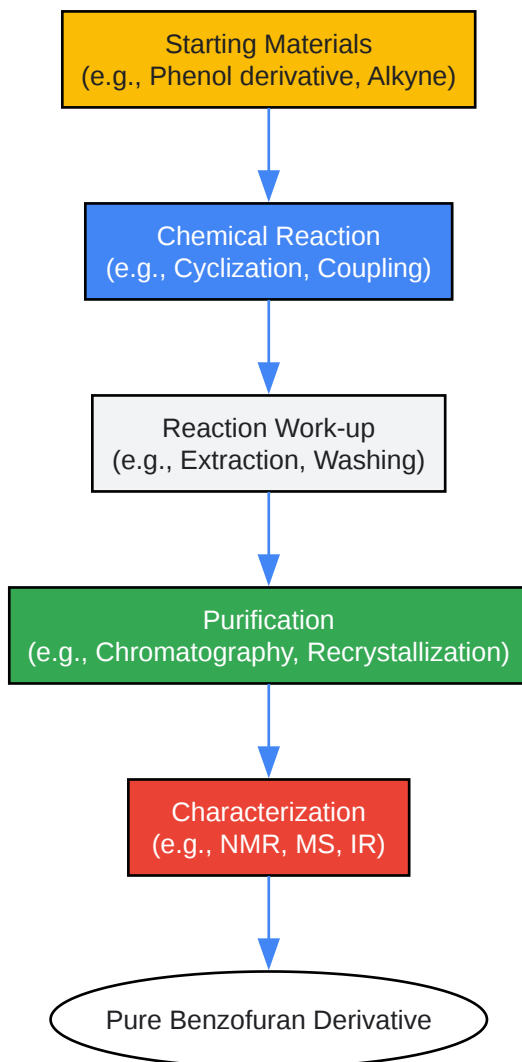 Starting Materials
(e.g., Phenol derivative, Alkyne)
Chemical Reaction
(e.g., Cyclization, Coupling)
Reaction Work-up
(e.g., Extraction, Washing)
Purification
(e.g., Chromatography, Recrystallization)
Characterization
(e.g., NMR, MS, IR)
Pure Benzofuran Derivative